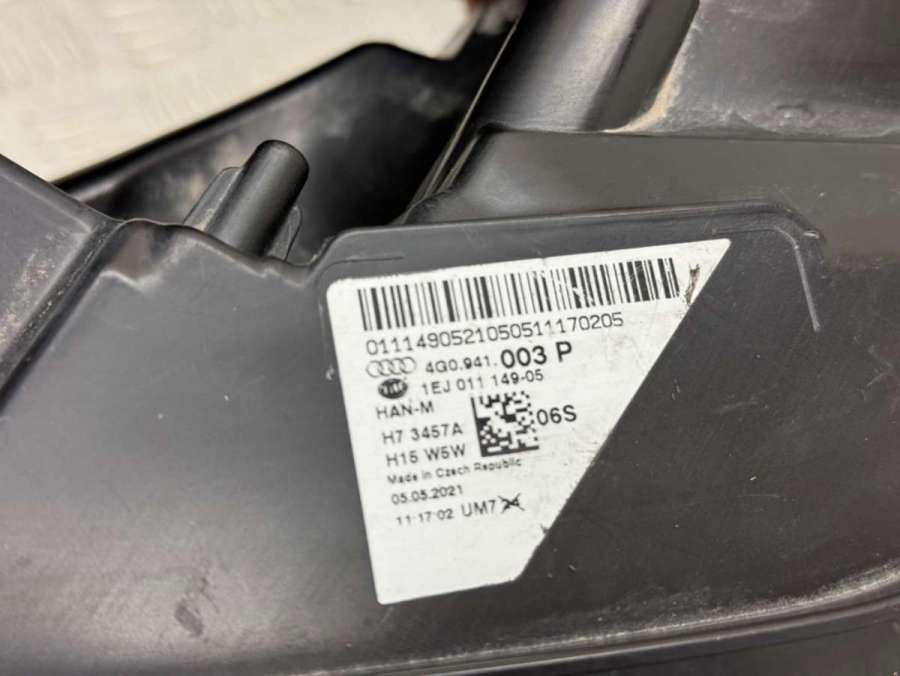 0111490521050511170205
4G0.941.003 P
1EJ 011 149-05
HAN-M
H7 3457A
06S
H15 W5W
Made in Czech Republic
05.05.2021
11:17:02 UM7